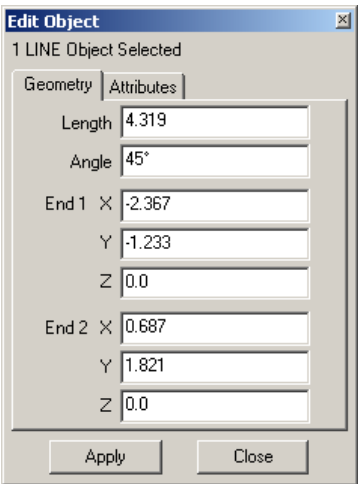 Edit Object
1 LINE Object Selected
Geometry Attributes
Length 4.319
Angle 45°
End 1 X -2.367
Y -1.233
Z 0.0
End 2 X 0.687
Y 1.821
Z 0.0
Apply Close